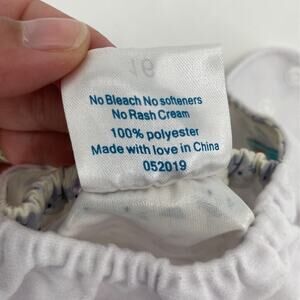 No Bleach No softeners
No Rash Cream
100% polyester
Made with love in China
052019